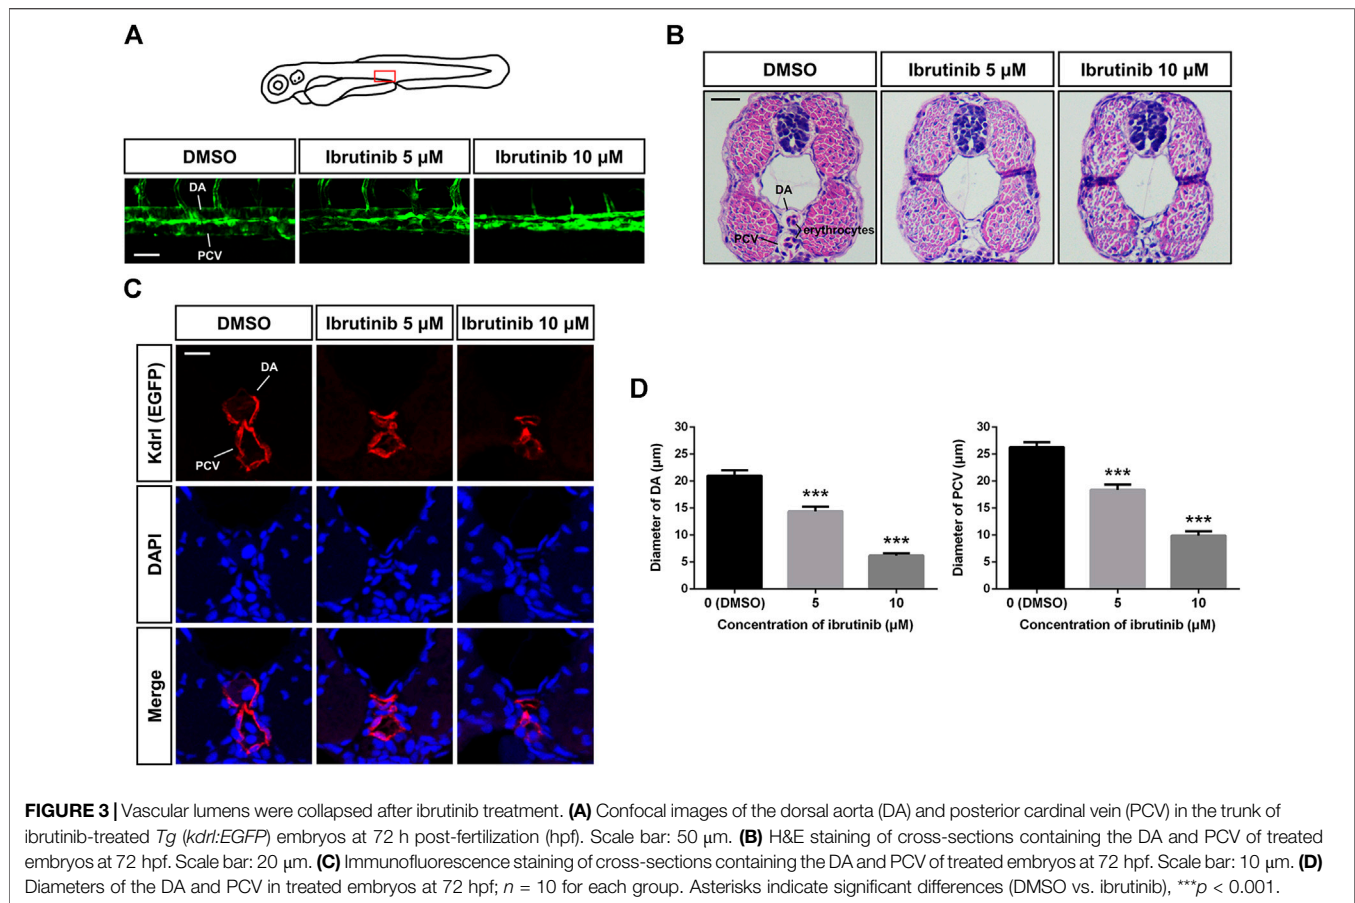 A
DMSO
Ibrutinib 5 µM
Ibrutinib 10 µM
DA
PCV
B
DMSO
Ibrutinib 5 µM
Ibrutinib 10 µM
DA
erythrocytes
PCV
C
DMSO
Ibrutinib 5 µM
Ibrutinib 10 µM
Kdrl (EGFP)
DA
PCV
DAPI
Merge
D
Diameter of DA (µm)
30
25
20
15
10
5
0
***
***
0 (DMSO) 5 10
Concentration of ibrutinib (µM)
Diameter of PCV (µm)
30
25
20
15
10
5
0
***
***
0 (DMSO) 5 10
Concentration of ibrutinib (µM)
FIGURE 3 | Vascular lumens were collapsed after ibrutinib treatment. (A) Confocal images of the dorsal aorta (DA) and posterior cardinal vein (PCV) in the trunk of
ibrutinib-treated Tg (kdrl:EGFP) embryos at 72 h post-fertilization (hpf). Scale bar: 50 µm. (B) H&E staining of cross-sections containing the DA and PCV of treated
embryos at 72 hpf. Scale bar: 20 µm. (C) Immunofluorescence staining of cross-sections containing the DA and PCV of treated embryos at 72 hpf. Scale bar: 10 µm. (D)
Diameters of the DA and PCV in treated embryos at 72 hpf; n = 10 for each group. Asterisks indicate significant differences (DMSO vs. ibrutinib), ***p < 0.001.